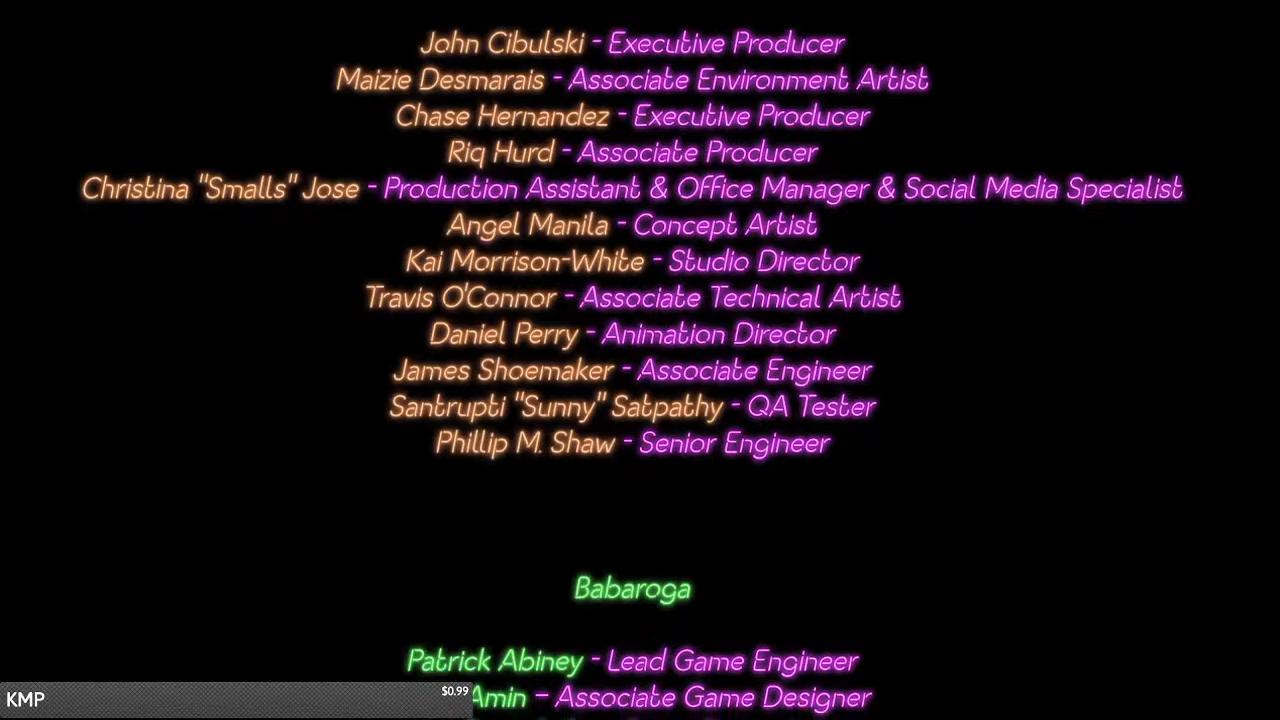 John Cibulski - Executive Producer
Maizie Desmarais - Associate Environment Artist
Chase Hernandez - Executive Producer
Riq Hurd - Associate Producer
Christina "Smalls" Jose - Production Assistant & Office Manager & Social Media Specialist
Angel Manila - Concept Artist
Kai Morrison-White - Studio Director
Travis O'Connor - Associate Technical Artist
Daniel Perry - Animation Director
James Shoemaker - Associate Engineer
Santrupti "Sunny" Satpathy - QA Tester
Phillip M. Shaw - Senior Engineer
Babaroga
Patrick Abiney - Lead Game Engineer
Amin - Associate Game Designer
KMP
$0.99